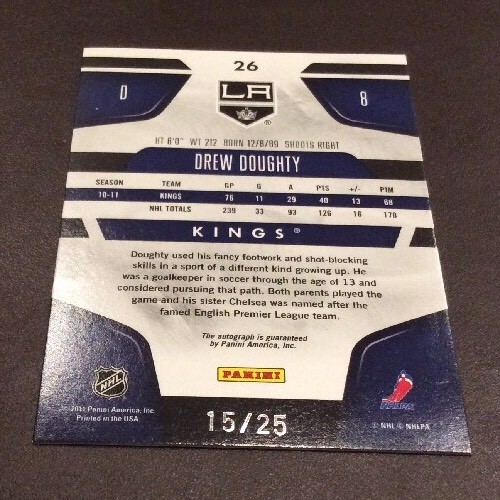 26
D
LA
8
HT 6'0" WT 212 BORN 12/8/89 SHOOTS RIGHT
DREW DOUGHTY
SEASON TEAM GP G A PTS +/- PIM
10-11 KINGS 76 11 29 40 13 68
NHL TOTALS 239 33 93 126 16 178
KINGS®
Doughty used his fancy footwork and shot-blocking
skills in a sport of a different kind growing up. He
was a goalkeeper in soccer through the age of 13 and
considered pursuing that path. Both parents played the
game and his sister Chelsea was named after the
famed English Premier League team.
The autograph is guaranteed
by Panini America, Inc.
PANINI
NHL
NHLPA
2011 Panini America, Inc.
Printed in the USA
15/25
© NHL © NHLPA